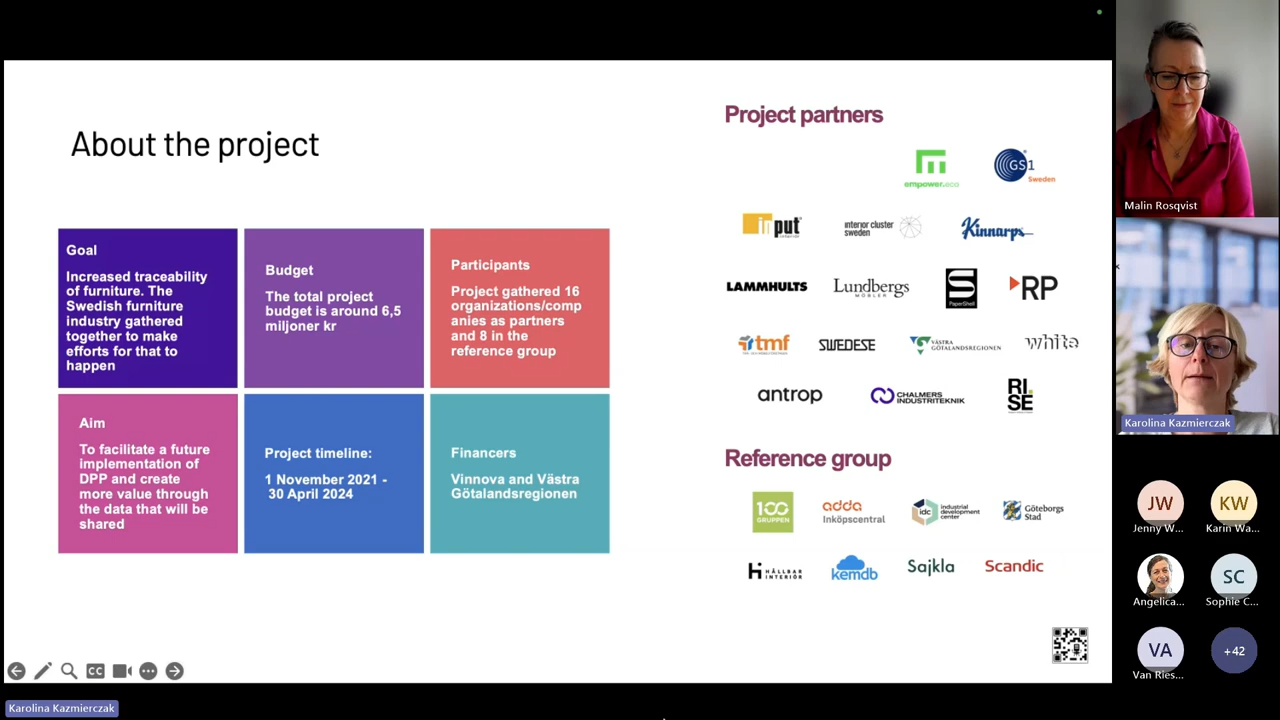 About the project
Goal
Increased traceability
of furniture. The
Swedish furniture
industry gathered
together to make
efforts for that to
happen
Budget
The total project
budget is around 6,5
miljoner kr
Participants
Project gathered 16
organizations/comp
anies as partners
and 8 in the
reference group
Aim
To facilitate a future
implementation of
DPP and create
more value through
the data that will be
shared
Project timeline:
1 November 2021 -
30 April 2024
Financers
Vinnova and Västra
Götalandsregionen
Project partners
empower.eco
GS1
Sweden
input
interior cluster
sweden
Kinnarps
LAMMHULTS
Lundbergs
MÖBLER
PaperShell
RP
tmf
SWEDESE
VÄSTRA
GÖTALANDSREGIONEN
white
antrop
CHALMERS
INDUSTRITEKNIK
RI.
SE
Reference group
100
GRUPPEN
adda
Inköpscentral
idc
industrial
development
center
Göteborgs
Stad
HÅLLBAR
INTERIÖR
kemdb
Sajkla
Scandic
CC
Karolina Kazmierczak
Malin Rosqvist
Karolina Kazmierczak
JW
Jenny W...
KW
Karin Wa...
Angelica...
SC
Sophie C...
VA
Van Ries...
+42